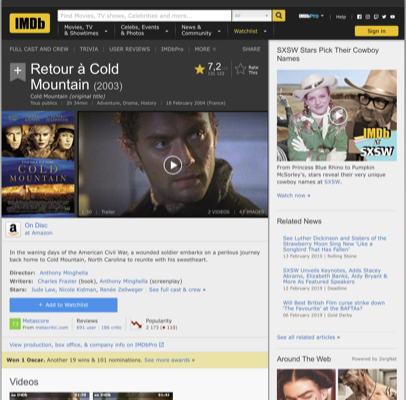 IMDb
Find Movies, TV shows, Celebrities and more...
All
IMDbPro
Help
Movies, TV & Showtimes
Celebs, Events & Photos
News & Community
Watchlist
Sign in
FULL CAST AND CREW | TRIVIA | USER REVIEWS | IMDbPro | MORE
SHARE
Retour à Cold
Mountain (2003)
Cold Mountain (original title)
Tous publics | 2h 34min | Adventure, Drama, History | 18 February 2004 (France)
7,2
Rate
This
COLD
MOUNTAIN
Trailer
2 VIDEOS
On Disc
at Amazon
In the waning days of the American Civil War, a wounded soldier embarks on a perilous journey
back home to Cold Mountain, North Carolina to reunite with his sweetheart.
Director: Anthony Minghella
Writers: Charles Frazier (book), Anthony Minghella (screenplay)
Stars: Jude Law, Nicole Kidman, Renée Zellweger | See full cast & crew »
+ Add to Watchlist
Metascore
From metacritic.com
Reviews
691 user | 186 critic
Popularity
View production, box office, & company info on IMDbPro
Won 1 Oscar. Another 19 wins & 101 nominations. See more awards »
Videos
SXSW Stars Pick Their Cowboy
Names
IMDb
AT
SXSW
From Princess Blue Rhino to Pumpkin
McSorley's, stars reveal their very unique
cowboy names at SXSW.
Watch now »
Related News
See Luther Dickinson and Sisters of the
Strawberry Moon Sing New 'Like a
Songbird That Has Fallen'
13 February 2019 | Rolling Stone
SXSW Unveils Keynotes, Adds Stacey
Abrams, Elizabeth Banks, Aidy Bryant &
More As Featured Speakers
12 February 2019 | Deadline
Will Best British Film curse strike down
'The Favourite' at the BAFTAs?
06 February 2019 | Gold Derby
See all related articles »
Around The Web
Powered by ZergNet